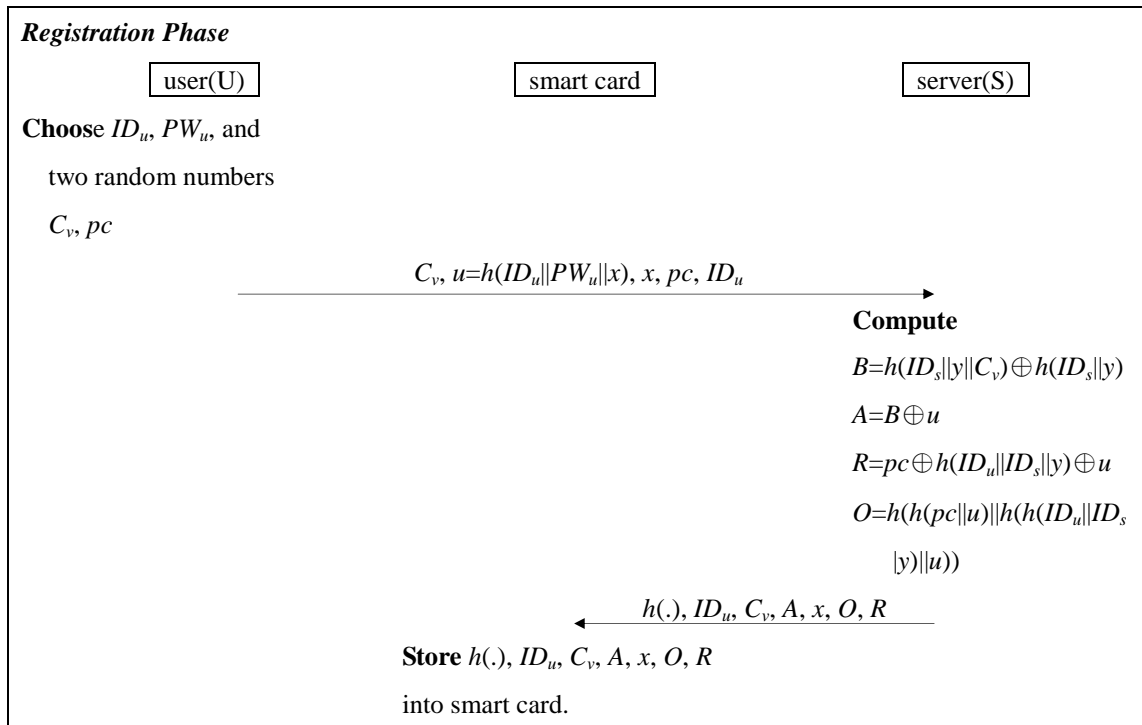 Registration Phase
user(U) smart card server(S)
Choose IDu, PWu, and
two random numbers
Cv, pc
Cv, u=h(IDu||PWu||x), x, pc, IDu
Compute
B=h(IDs||y||Cv)⊕h(IDs||y)
A=B⊕u
R=pc⊕h(IDu||IDs||y)⊕u
O=h(h(pc||u)||h(h(IDu||IDs
|y)||u))
h(.), IDu, Cv, A, x, O, R
Store h(.), IDu, Cv, A, x, O, R
into smart card.